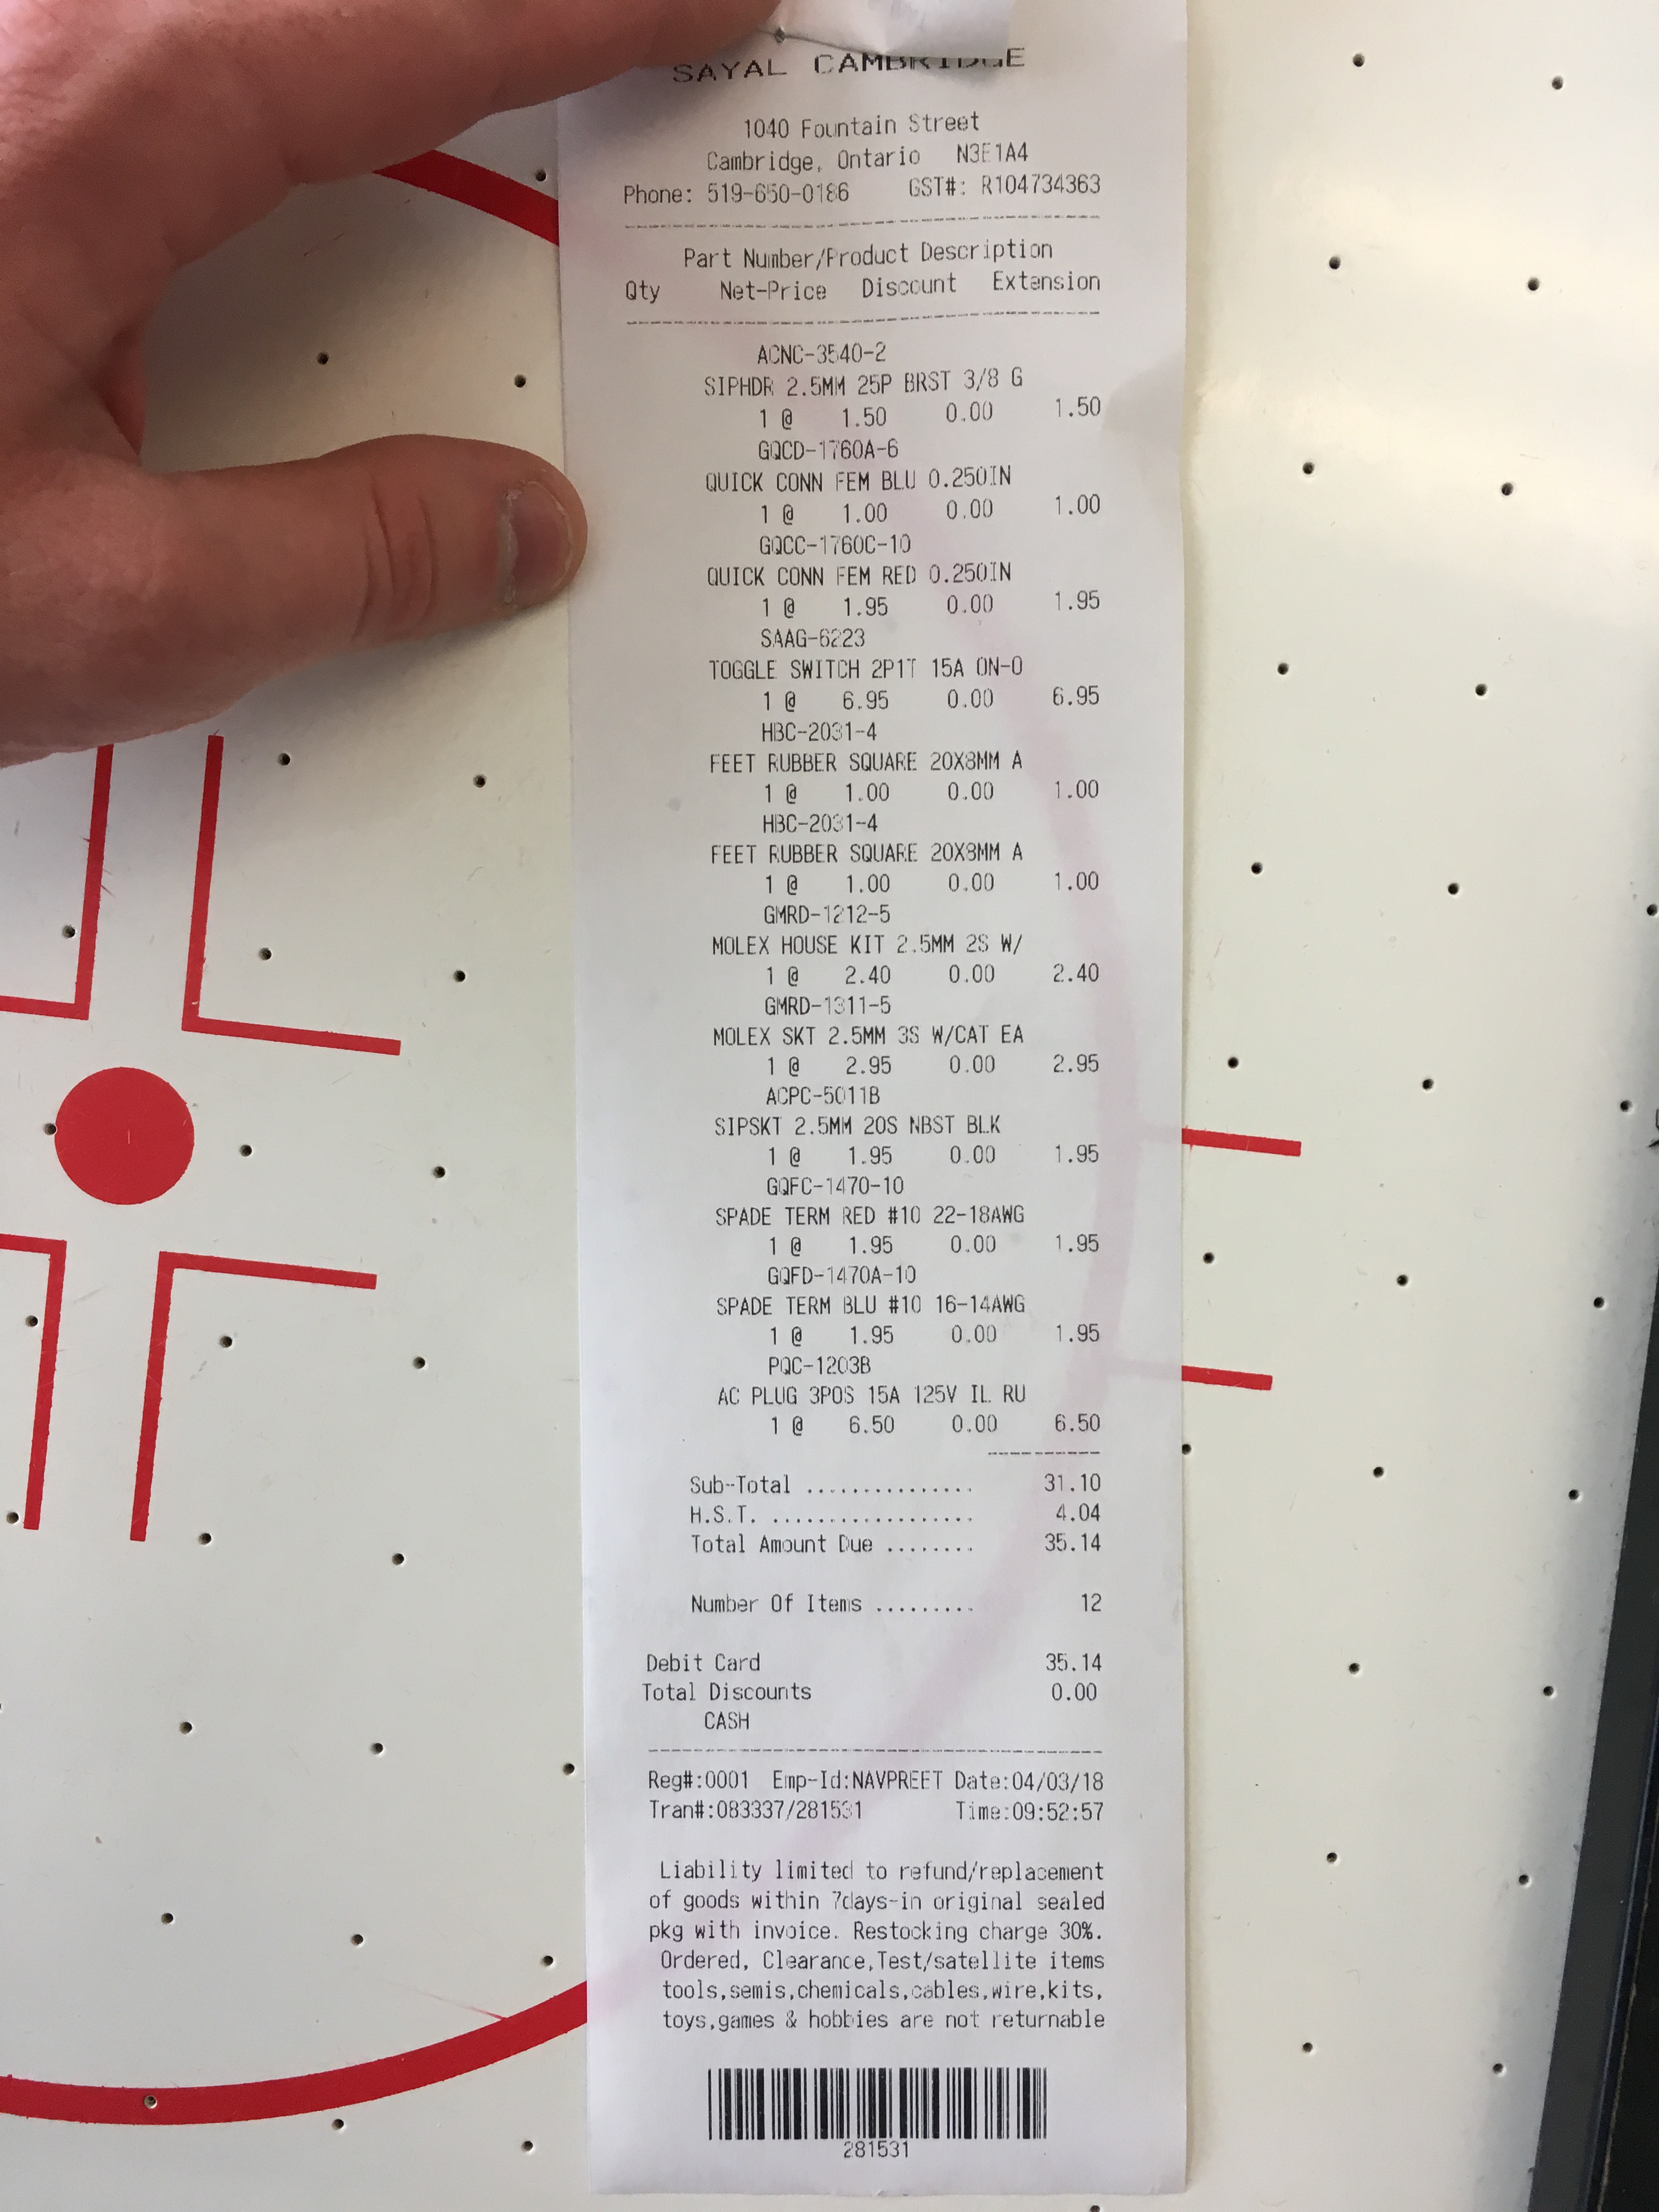 SAYAL CAMBRIDGE
1040 Fountain Street
Cambridge, Ontario N3E1A4
Phone: 519-650-0186 GST#: R104734363
Part Number/Product Description
Qty Net-Price Discount Extension
ACNC-3540-2
SIPHDR 2.5MM 25P BRST 3/8 G
1 @ 1.50 0.00 1.50
GQCD-1760A-6
QUICK CONN FEM BLU 0.250IN
1 @ 1.00 0.00 1.00
GQCC-1760C-10
QUICK CONN FEM RED 0.250IN
1 @ 1.95 0.00 1.95
SAAG-6223
TOGGLE SWITCH 2P1T 15A ON-O
1 @ 6.95 0.00 6.95
HBC-2031-4
FEET RUBBER SQUARE 20X8MM A
1 @ 1.00 0.00 1.00
HBC-2031-4
FEET RUBBER SQUARE 20X8MM A
1 @ 1.00 0.00 1.00
GMRD-1212-5
MOLEX HOUSE KIT 2.5MM 2S W/
1 @ 2.40 0.00 2.40
GMRD-1311-5
MOLEX SKT 2.5MM 3S W/CAT EA
1 @ 2.95 0.00 2.95
ACPC-5011B
SIPSKT 2.5MM 20S NBST BLK
1 @ 1.95 0.00 1.95
GQFC-1470-10
SPADE TERM RED #10 22-18AWG
1 @ 1.95 0.00 1.95
GQFD-1470A-10
SPADE TERM BLU #10 16-14AWG
1 @ 1.95 0.00 1.95
PQC-1203B
AC PLUG 3POS 15A 125V IL RU
1 @ 6.50 0.00 6.50
Sub-Total ............... 31.10
H.S.T. .................. 4.04
Total Amount Due ........ 35.14
Number Of Items ......... 12
Debit Card 35.14
Total Discounts 0.00
CASH
Reg#:0001 Emp-Id:NAVPREET Date:04/03/18
Tran#:083337/281531 Time:09:52:57
Liability limited to refund/replacement
of goods within 7days-in original sealed
pkg with invoice. Restocking charge 30%.
Ordered, Clearance,Test/satellite items
tools,semis,chemicals,cables,wire,kits,
toys,games & hobbies are not returnable
281531